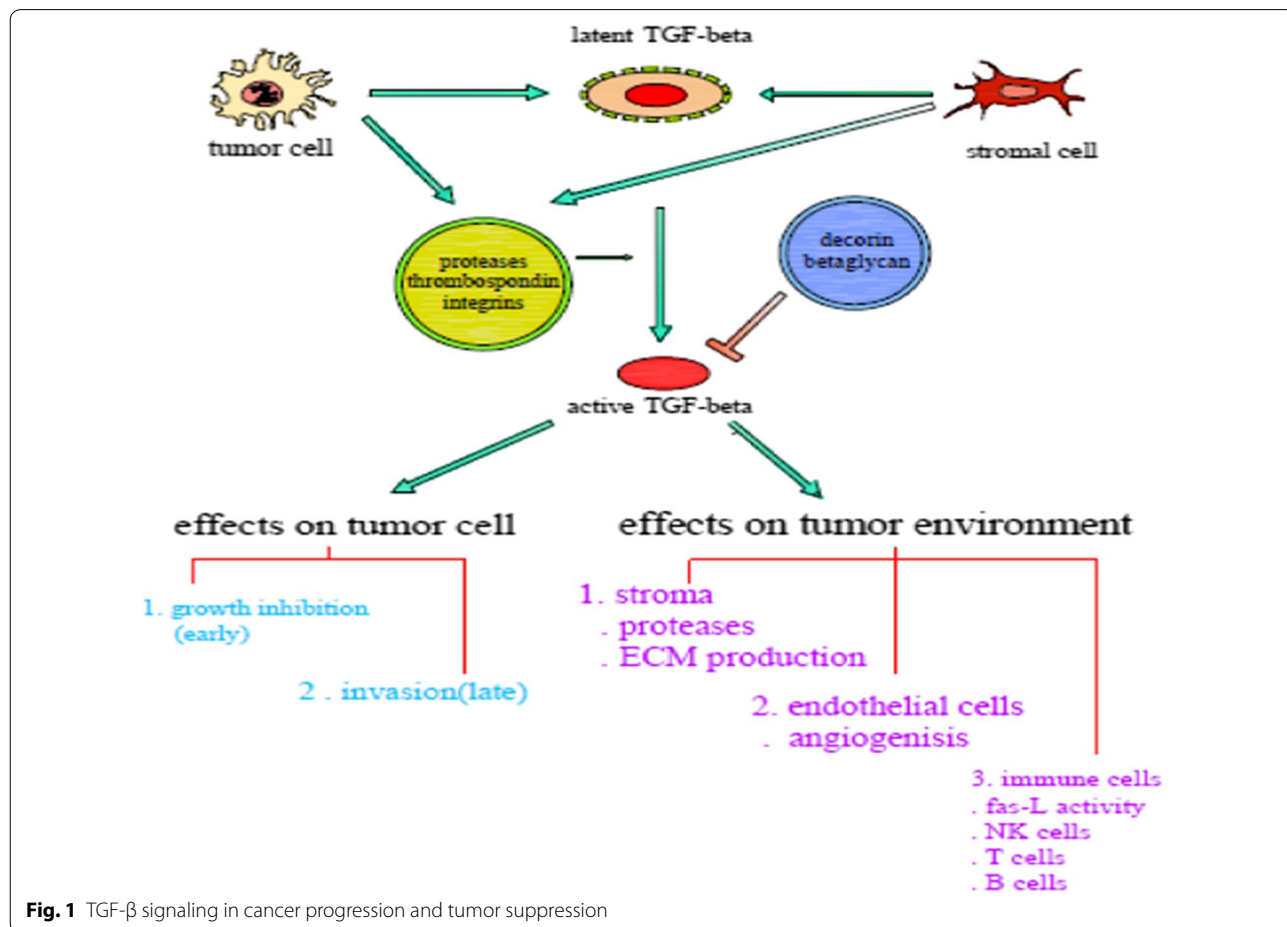 latent TGF-beta
tumor cell
stromal cell
proteases
thrombospondin
integrins
decorin
betaglycan
active TGF-beta
effects on tumor cell
1. growth inhibition
(early)
2 . invasion(late)
effects on tumor environment
1. stroma
. proteases
. ECM production
2. endothelial cells
. angiogenisis
3. immune cells
. fas-L activity
. NK cells
. T cells
. B cells
Fig. 1 TGF-β signaling in cancer progression and tumor suppression